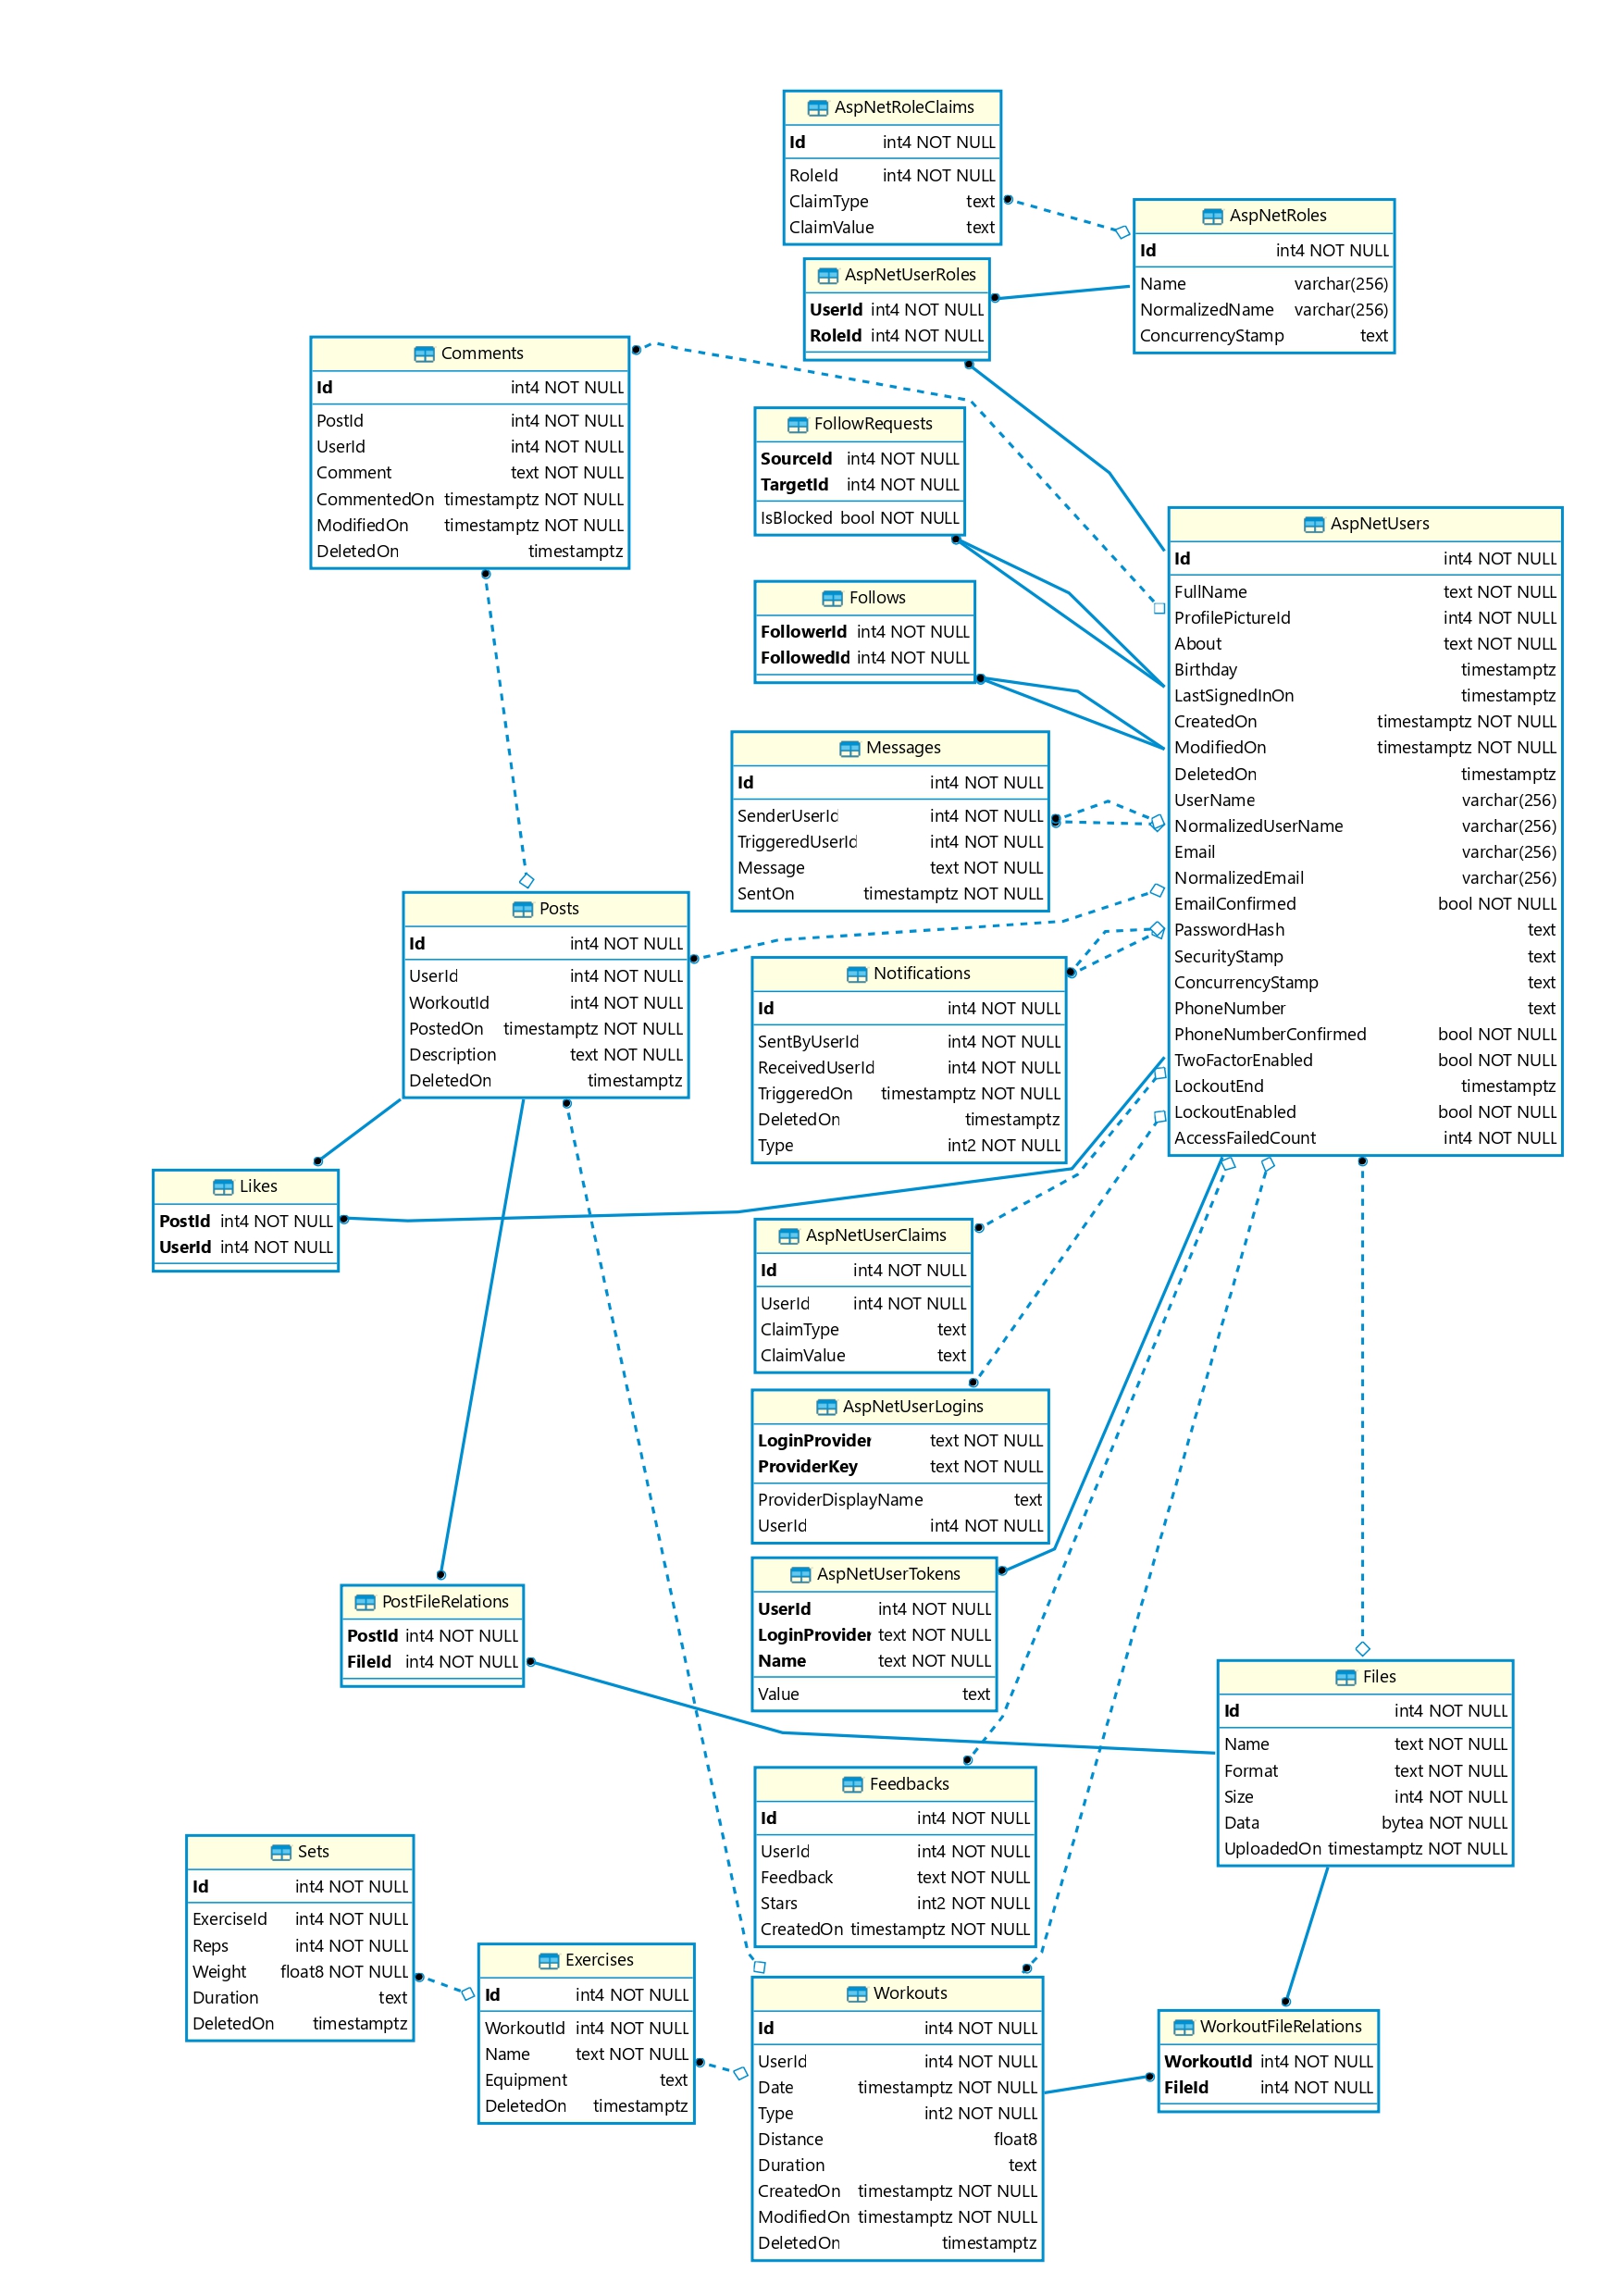 AspNetRoleClaims
Id int4 NOT NULL
RoleId int4 NOT NULL
ClaimType text
ClaimValue text
AspNetRoles
Id int4 NOT NULL
Name varchar(256)
NormalizedName varchar(256)
ConcurrencyStamp text
AspNetUserRoles
UserId int4 NOT NULL
RoleId int4 NOT NULL
Comments
Id int4 NOT NULL
PostId int4 NOT NULL
UserId int4 NOT NULL
Comment text NOT NULL
CommentedOn timestamptz NOT NULL
ModifiedOn timestamptz NOT NULL
DeletedOn timestamptz
FollowRequests
SourceId int4 NOT NULL
TargetId int4 NOT NULL
IsBlocked bool NOT NULL
AspNetUsers
Id int4 NOT NULL
FullName text NOT NULL
ProfilePictureId int4 NOT NULL
About text NOT NULL
Birthday timestamptz
LastSignedInOn timestamptz
CreatedOn timestamptz NOT NULL
ModifiedOn timestamptz NOT NULL
DeletedOn timestamptz
UserName varchar(256)
NormalizedUserName varchar(256)
Email varchar(256)
NormalizedEmail varchar(256)
EmailConfirmed bool NOT NULL
PasswordHash text
SecurityStamp text
ConcurrencyStamp text
PhoneNumber text
PhoneNumberConfirmed bool NOT NULL
TwoFactorEnabled bool NOT NULL
LockoutEnd timestamptz
LockoutEnabled bool NOT NULL
AccessFailedCount int4 NOT NULL
Follows
FollowerId int4 NOT NULL
FollowedId int4 NOT NULL
Messages
Id int4 NOT NULL
SenderUserId int4 NOT NULL
TriggeredUserId int4 NOT NULL
Message text NOT NULL
SentOn timestamptz NOT NULL
Posts
Id int4 NOT NULL
UserId int4 NOT NULL
WorkoutId int4 NOT NULL
PostedOn timestamptz NOT NULL
Description text NOT NULL
DeletedOn timestamptz
Notifications
Id int4 NOT NULL
SentByUserId int4 NOT NULL
ReceivedUserId int4 NOT NULL
TriggeredOn timestamptz NOT NULL
DeletedOn timestamptz
Type int2 NOT NULL
Likes
PostId int4 NOT NULL
UserId int4 NOT NULL
AspNetUserClaims
Id int4 NOT NULL
UserId int4 NOT NULL
ClaimType text
ClaimValue text
AspNetUserLogins
LoginProvider text NOT NULL
ProviderKey text NOT NULL
ProviderDisplayName text
UserId int4 NOT NULL
AspNetUserTokens
UserId int4 NOT NULL
LoginProvider text NOT NULL
Name text NOT NULL
Value text
PostFileRelations
PostId int4 NOT NULL
FileId int4 NOT NULL
Files
Id int4 NOT NULL
Name text NOT NULL
Format text NOT NULL
Size int4 NOT NULL
Data bytea NOT NULL
UploadedOn timestamptz NOT NULL
Feedbacks
Id int4 NOT NULL
UserId int4 NOT NULL
Feedback text NOT NULL
Stars int2 NOT NULL
CreatedOn timestamptz NOT NULL
Sets
Id int4 NOT NULL
ExerciseId int4 NOT NULL
Reps int4 NOT NULL
Weight float8 NOT NULL
Duration text
DeletedOn timestamptz
Exercises
Id int4 NOT NULL
WorkoutId int4 NOT NULL
Name text NOT NULL
Equipment text
DeletedOn timestamptz
Workouts
Id int4 NOT NULL
UserId int4 NOT NULL
Date timestamptz NOT NULL
Type int2 NOT NULL
Distance float8
Duration text
CreatedOn timestamptz NOT NULL
ModifiedOn timestamptz NOT NULL
DeletedOn timestamptz
WorkoutFileRelations
WorkoutId int4 NOT NULL
FileId int4 NOT NULL